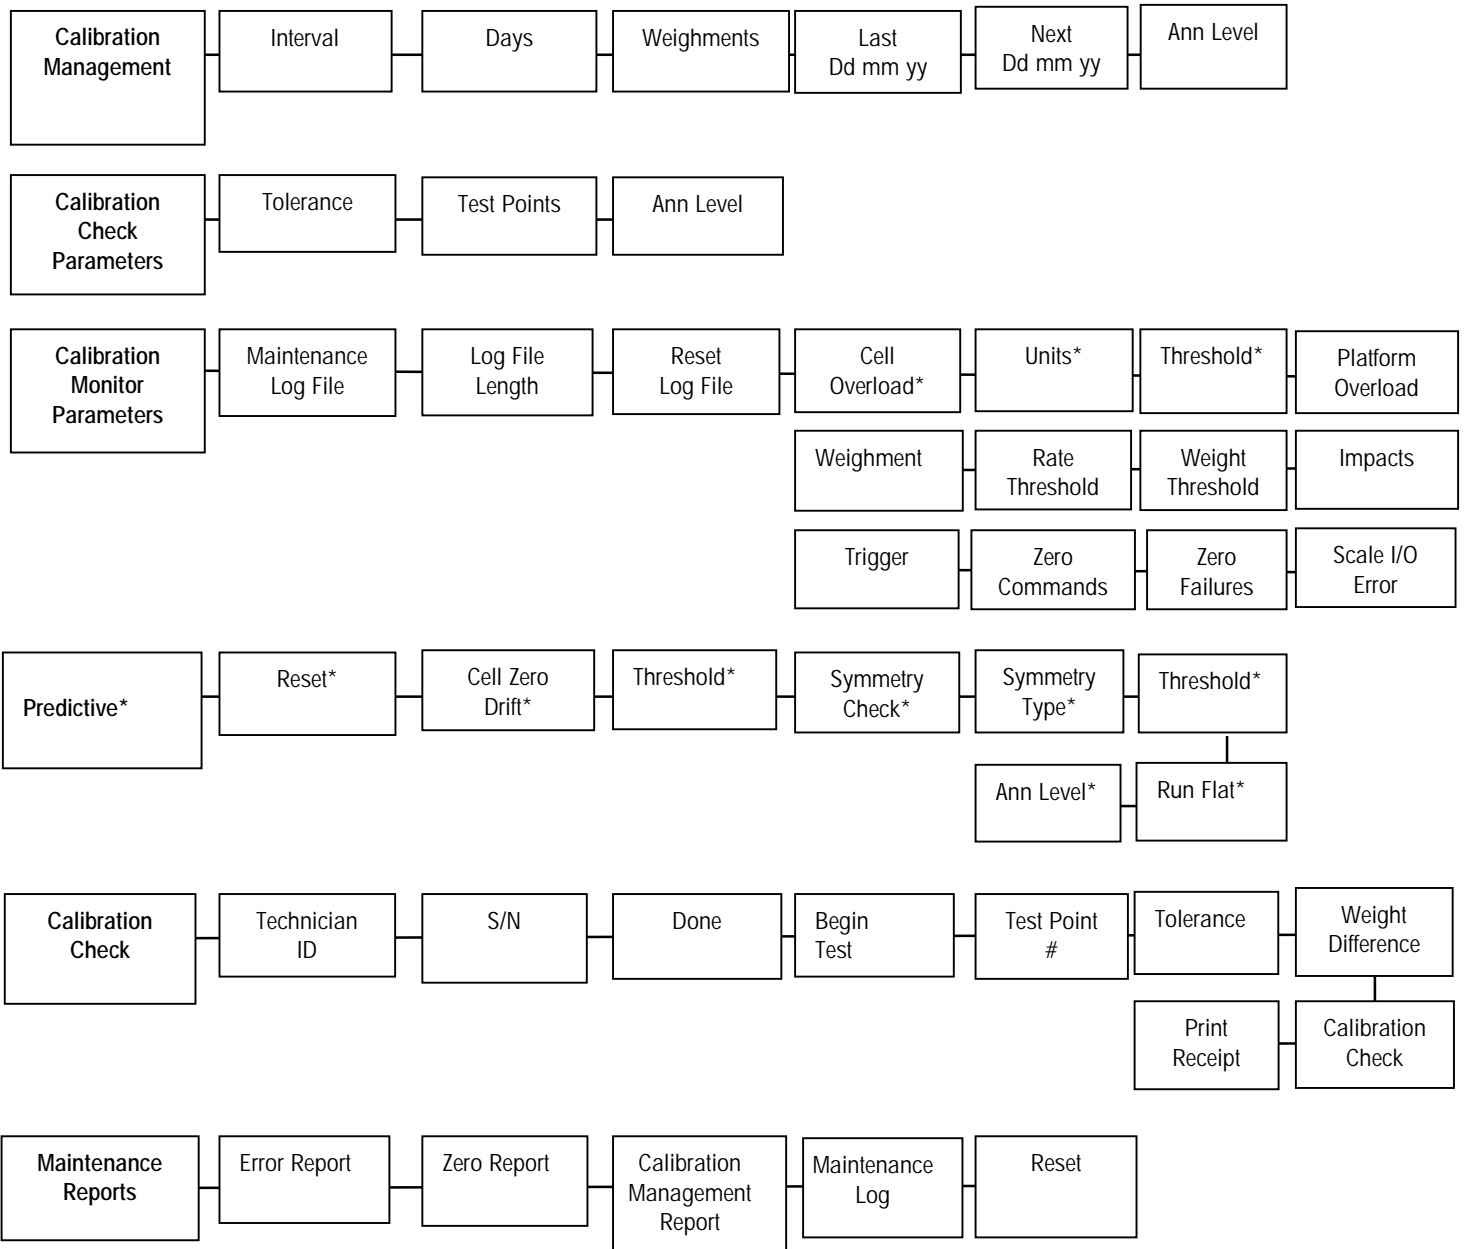 Calibration
Management
Interval
Days
Weighments
Last
Dd mm yy
Next
Dd mm yy
Ann Level
Calibration
Check
Parameters
Tolerance
Test Points
Ann Level
Calibration
Monitor
Parameters
Maintenance
Log File
Log File
Length
Reset
Log File
Cell
Overload*
Units*
Threshold*
Platform
Overload
Weighment
Rate
Threshold
Weight
Threshold
Impacts
Trigger
Zero
Commands
Zero
Failures
Scale I/O
Error
Predictive*
Reset*
Cell Zero
Drift*
Threshold*
Symmetry
Check*
Symmetry
Type*
Threshold*
Ann Level*
Run Flat*
Calibration
Check
Technician
ID
S/N
Done
Begin
Test
Test Point
#
Tolerance
Weight
Difference
Print
Receipt
Calibration
Check
Maintenance
Reports
Error Report
Zero Report
Calibration
Management
Report
Maintenance
Log
Reset